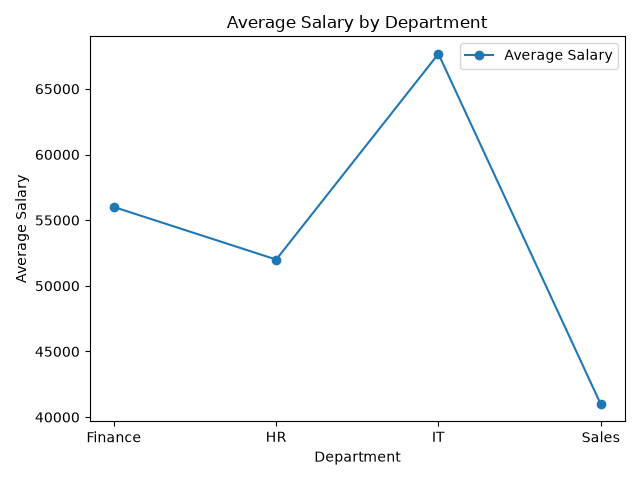 Average Salary by Department
Average Salary
65000
60000
55000
50000
45000
40000
Average Salary
Finance
HR
IT
Sales
Department